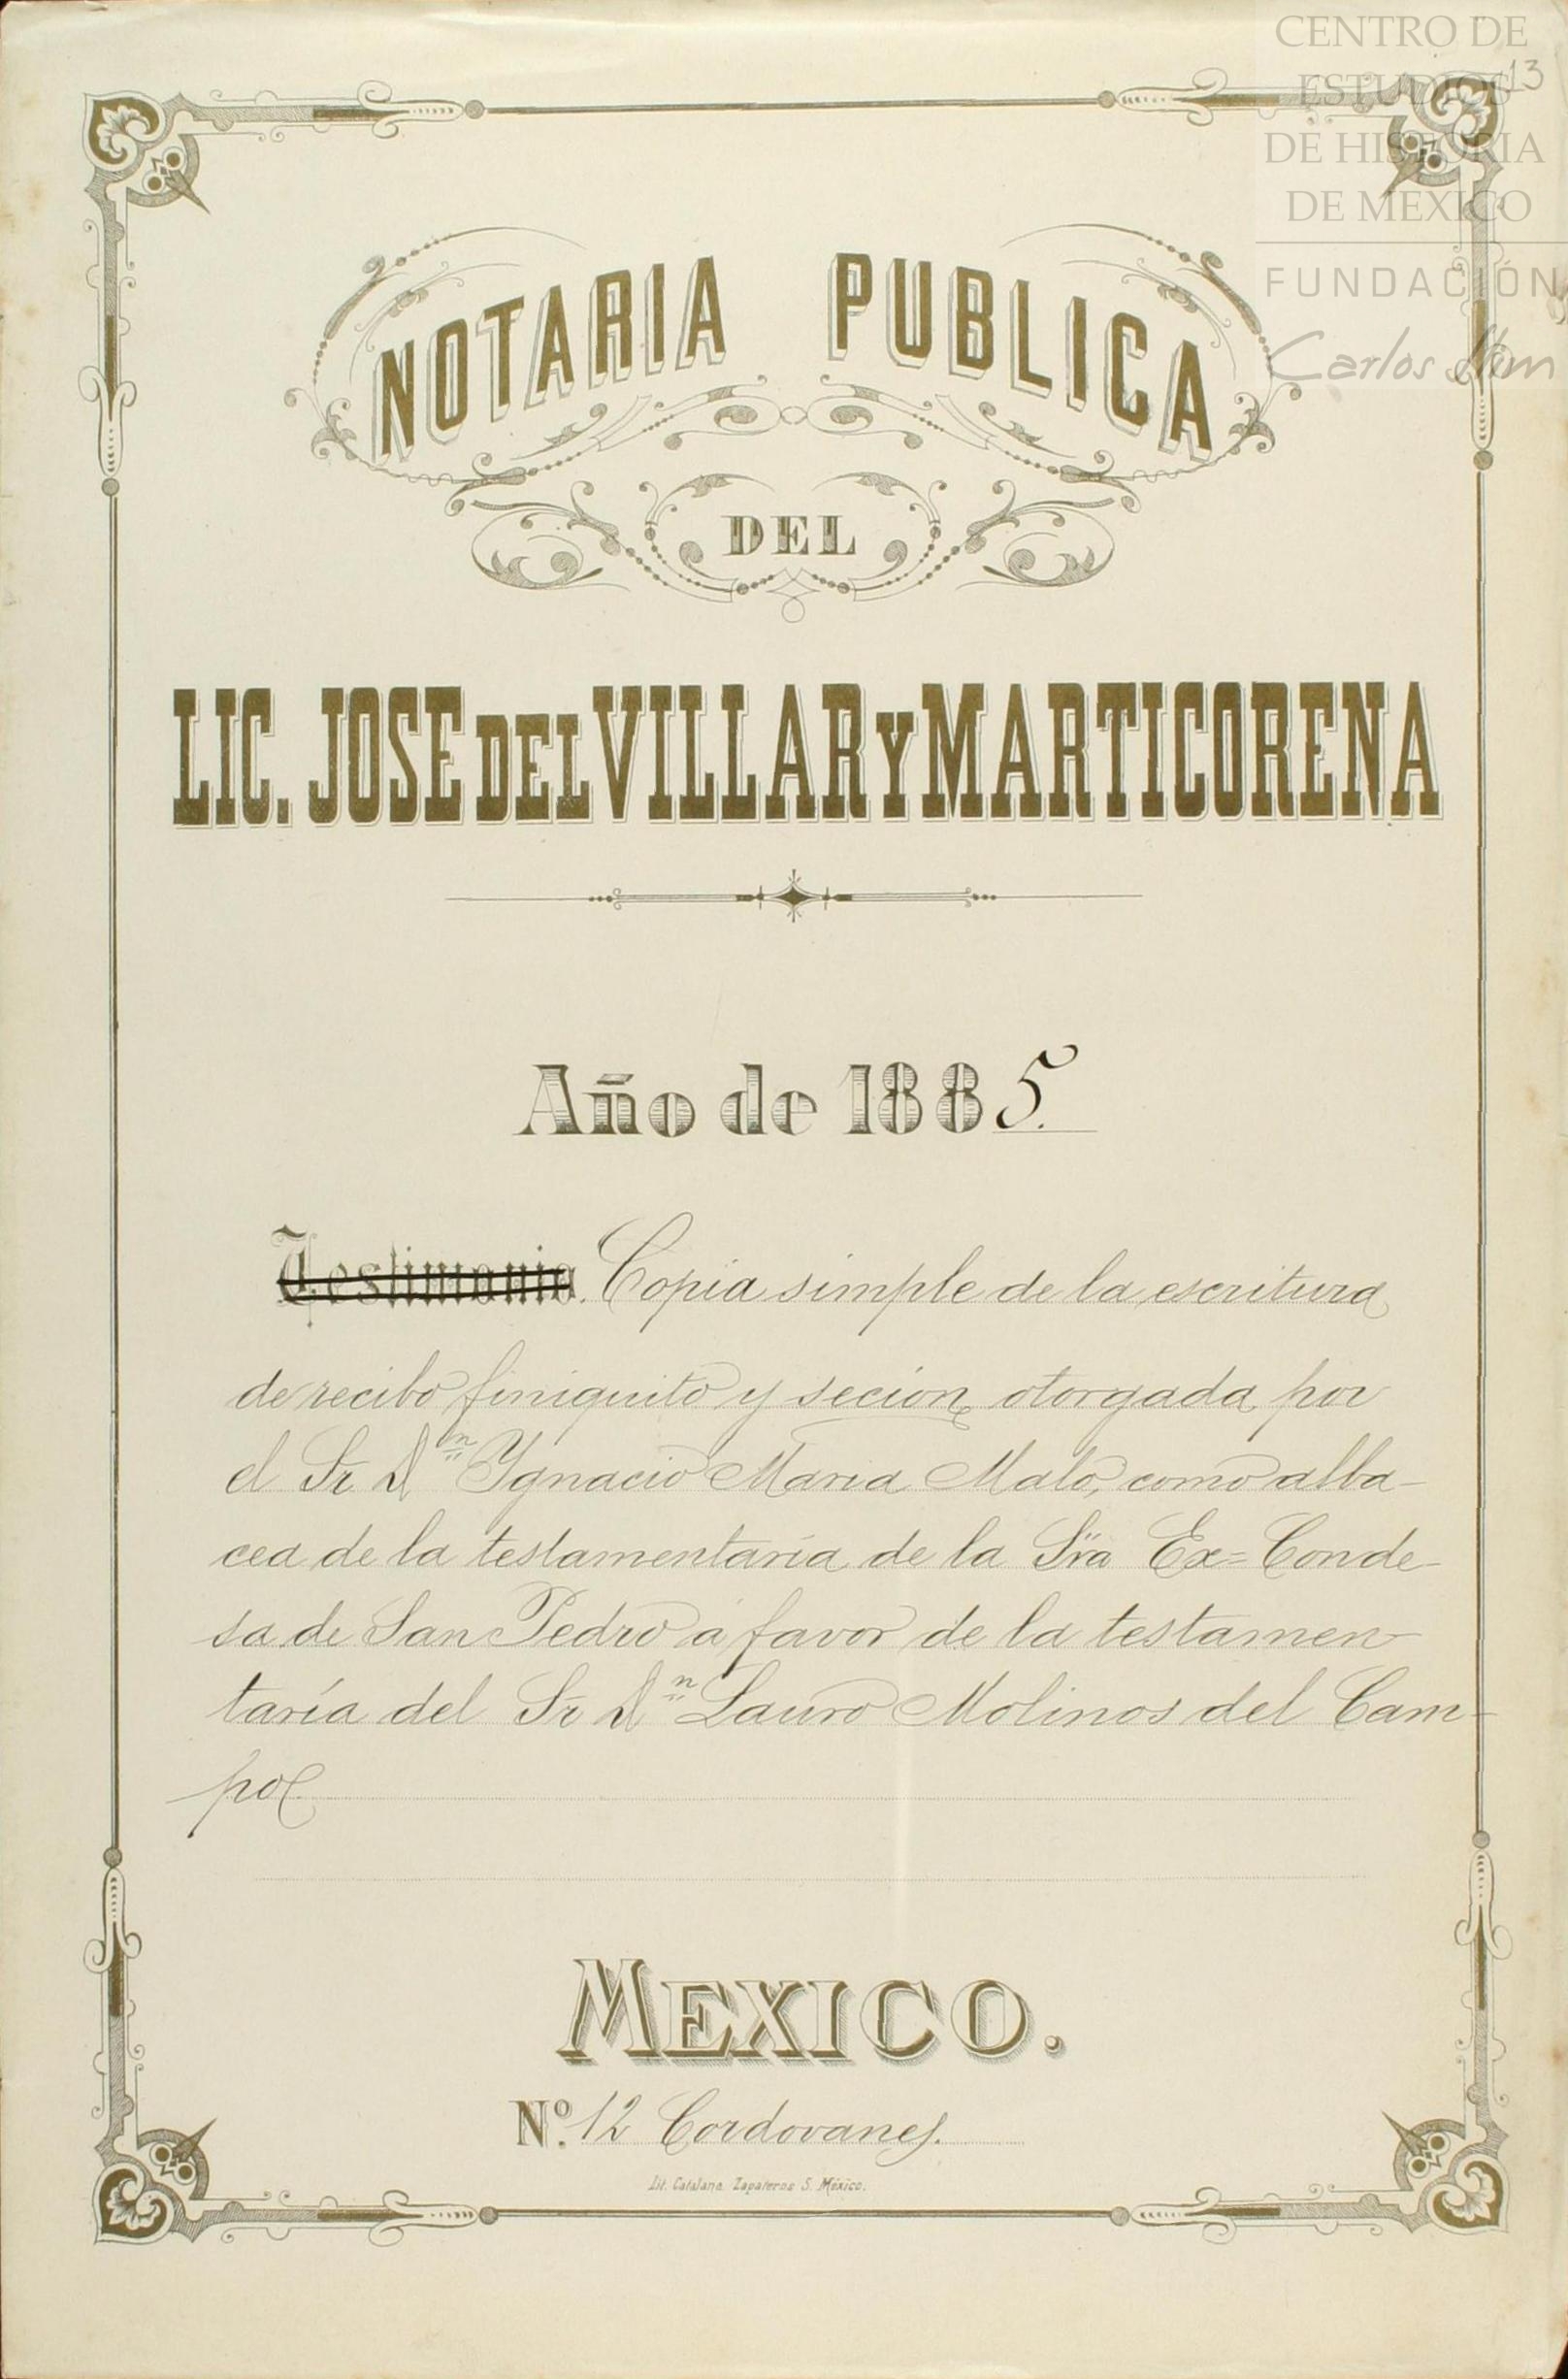 CENTRO DE
ESTUDIOS
DE HISTORIA
DE MEXICO
FUNDACIÓN
Carlos Slim
13
NOTARIA PUBLICA
DEL
LIC. JOSE DEL VILLAR Y MARTICORENA
Año de 1885.
Testimonio. Copia simple de la escritura
de recibo finiquito y seción otorgada por
el Sr Dn Ygnacio Maria Malo, como alba-
cea de la testamentaría de la Sra Ex=Conde-
sa de San Pedro á favor de la testamen-
taría del Sr Dn Lauro Molinos del Cam-
po
MEXICO.
No. 12 Cordovanes.
Lit. Catalana. Zapateros 5. México.